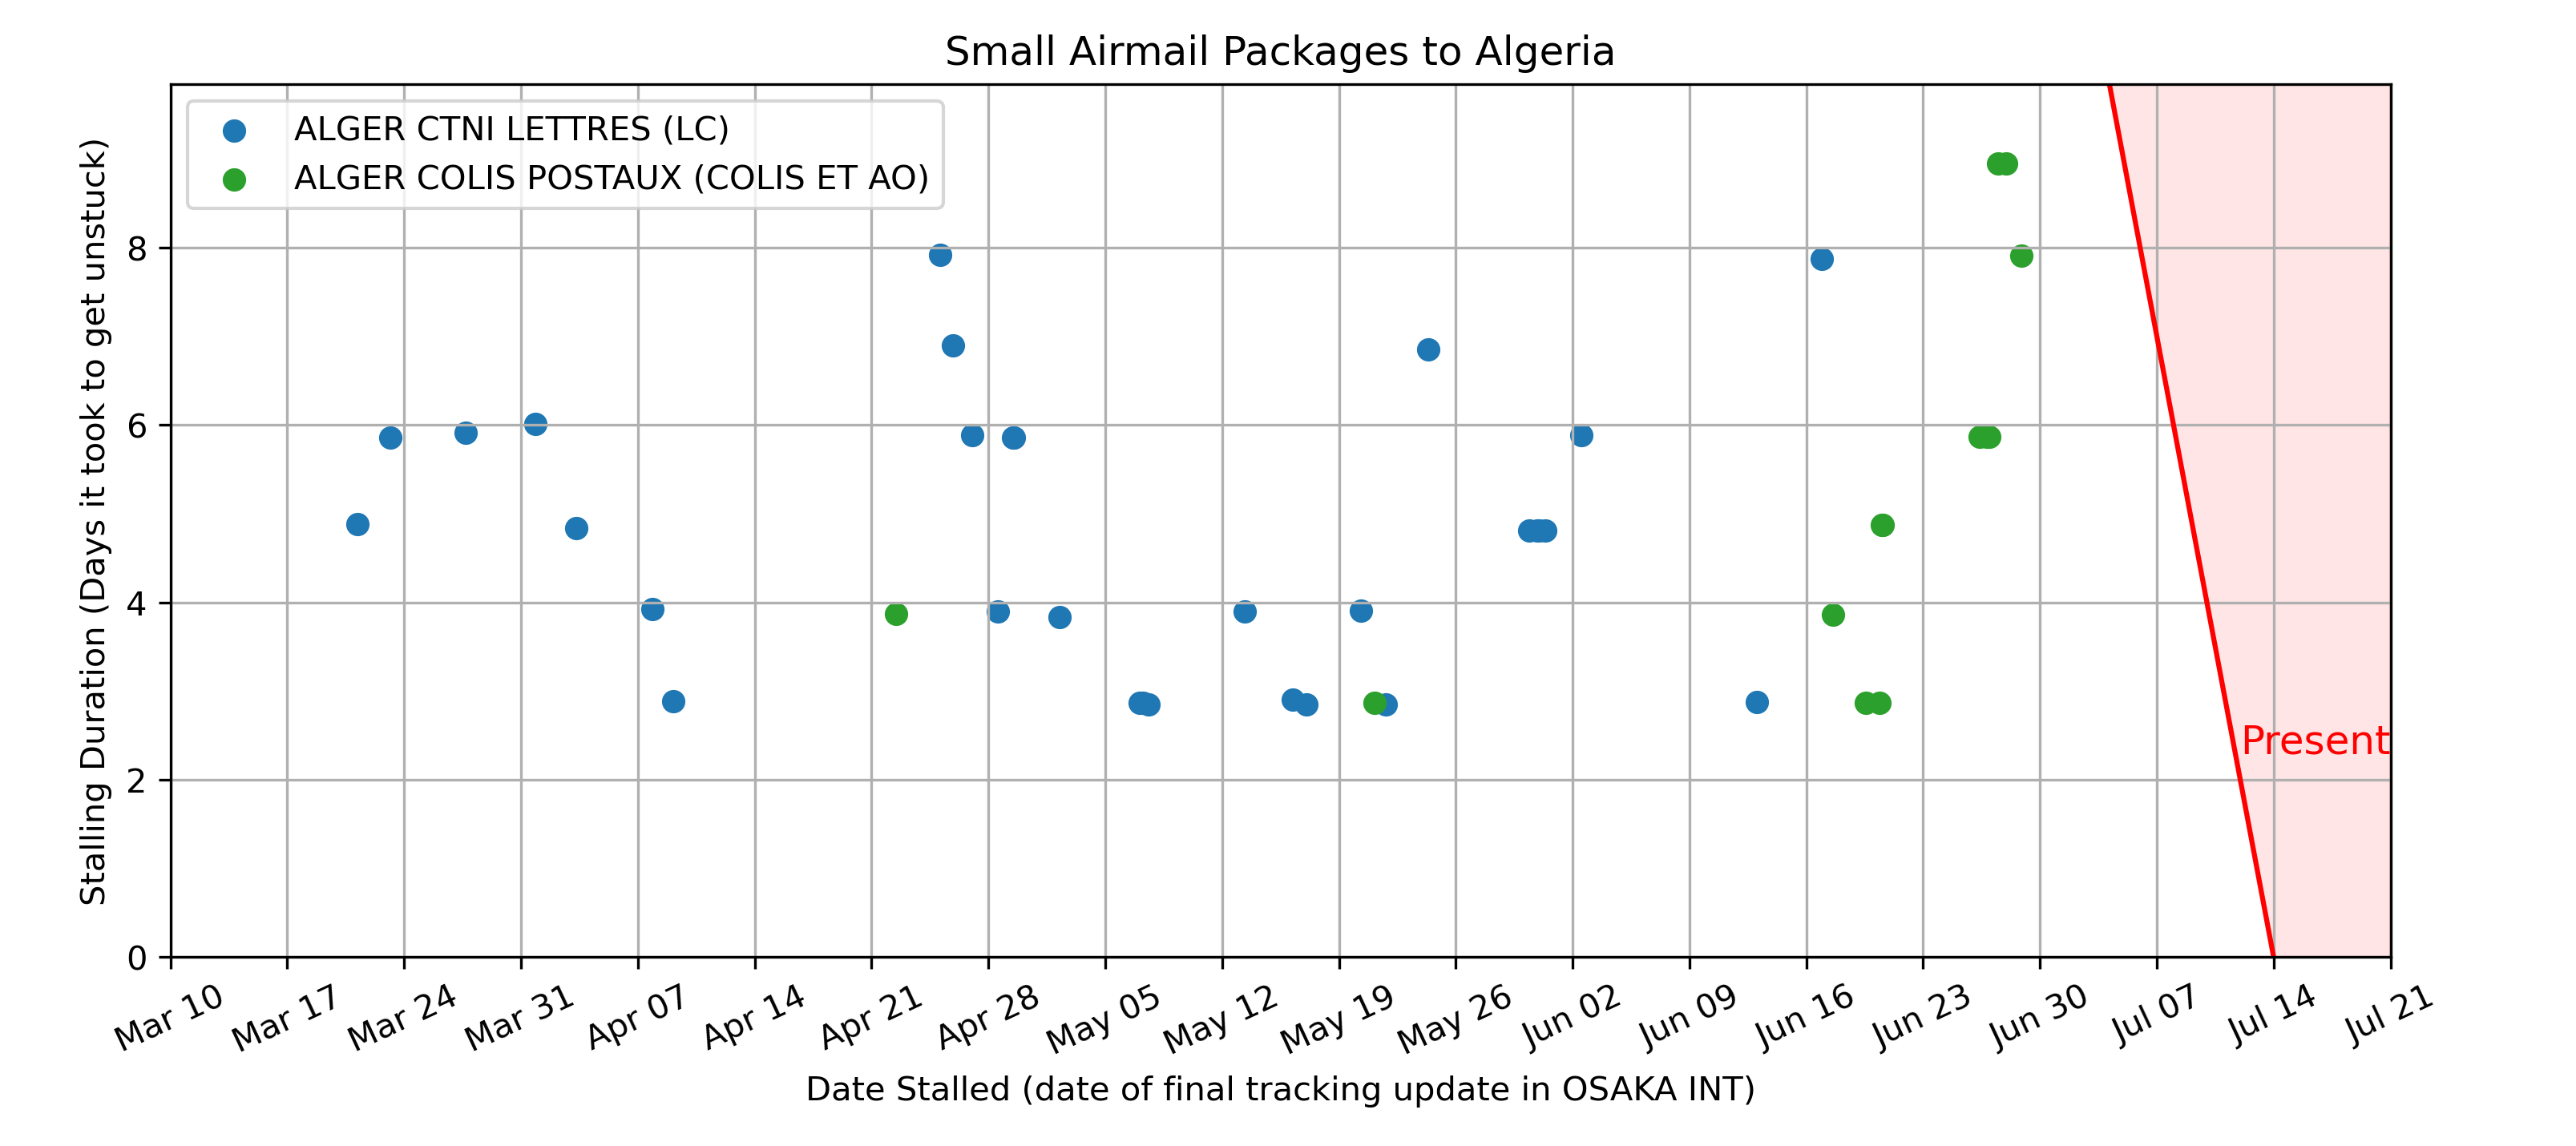 Small Airmail Packages to Algeria
ALGER CTNI LETTRES (LC)
ALGER COLIS POSTAUX (COLIS ET AO)
Stalling Duration (Days it took to get unstuck)
8
6
4
2
0
Present
Mar 10
Mar 17
Mar 24
Mar 31
Apr 07
Apr 14
Apr 21
Apr 28
May 05
May 12
May 19
May 26
Jun 02
Jun 09
Jun 16
Jun 23
Jun 30
Jul 07
Jul 14
Jul 21
Date Stalled (date of final tracking update in OSAKA INT)